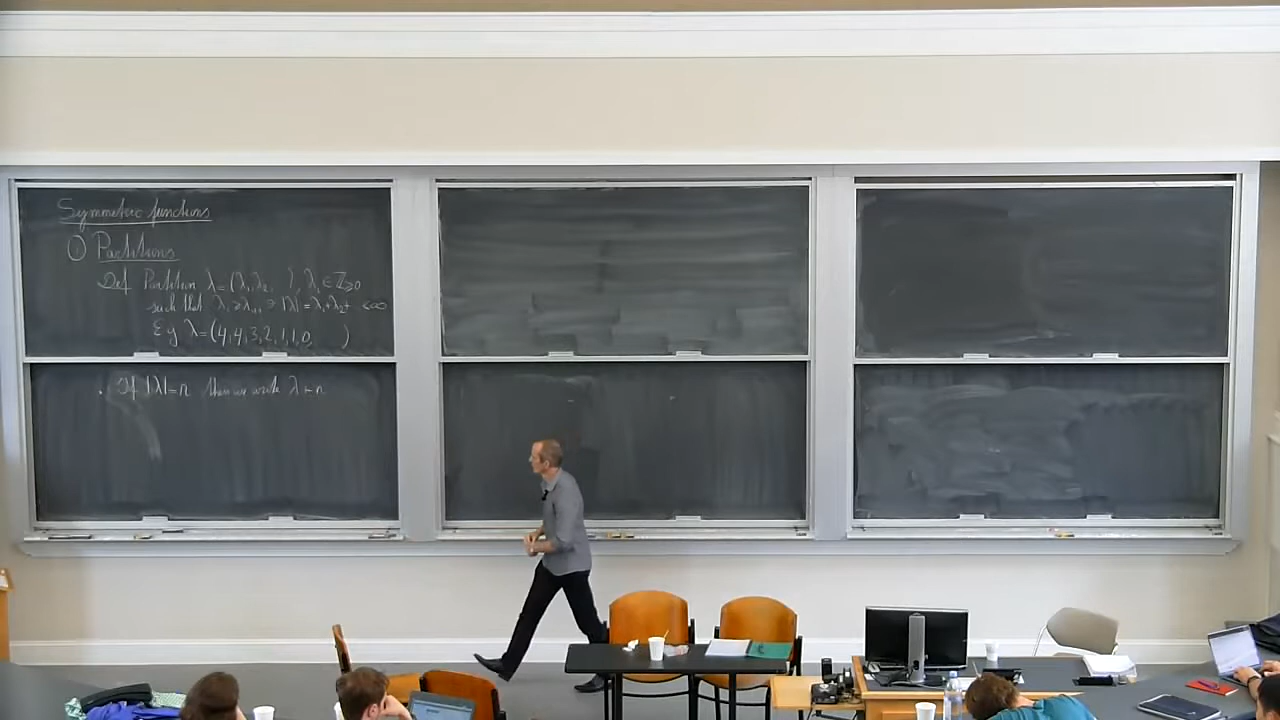 Symmetric functions
① Partitions
Def Partition λ=(λ₁,λ₂, ), λᵢ∈ℤ≥0
such that λᵢ≥λᵢ₊₁, |λ|=λ₁+λ₂+ <∞
Eg λ=(4,4,3,2,1,1,0, )
. If |λ|=n then we write λ⊢n